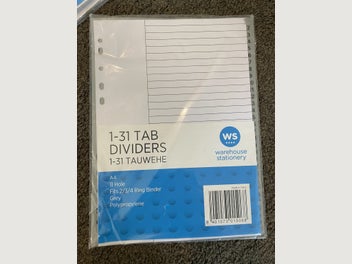 1-31 TAB
DIVIDERS
1-31 TAUWEHE
WS
warehouse
stationery
A4
8 Hole
Fits 2/3/4 Ring Binder
Grey
Polypropylene